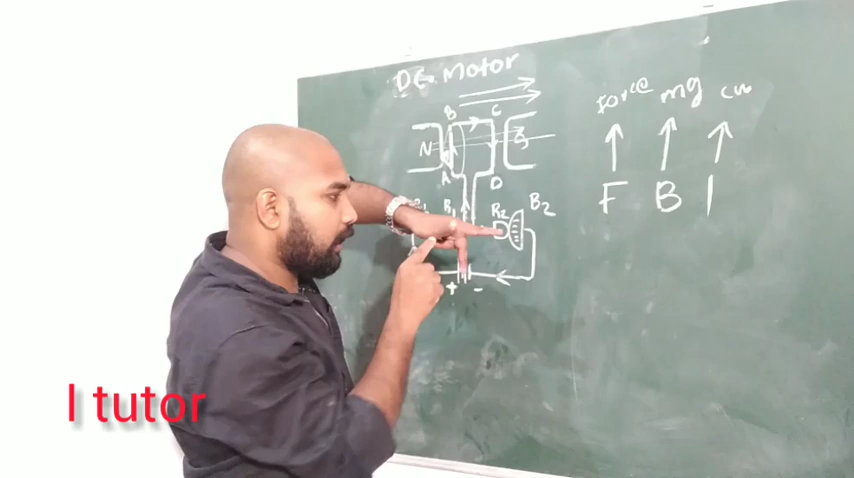 DC Motor
Force mg cu
B C
N S
A D
F B I
B1 R1 R2 B2
+ -
I tutor